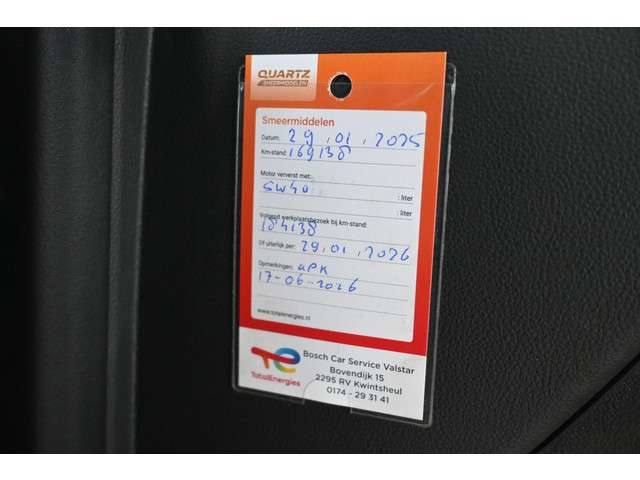 QUARTZ
SMEERMIDDELEN
Smeermiddelen
Datum: 29.01.2025
Km-stand: 169138
Motor ververst met:
5W40 : liter
: liter
Volgend werkplaatsbezoek bij km-stand:
184138
Of uiterlijk per: 29.01.2026
Opmerkingen: APK
17-06-2026
www.totalenergies.nl
TotalEnergies
Bosch Car Service Valstar
Bovendijk 15
2295 RV Kwintsheul
0174 - 29 31 41